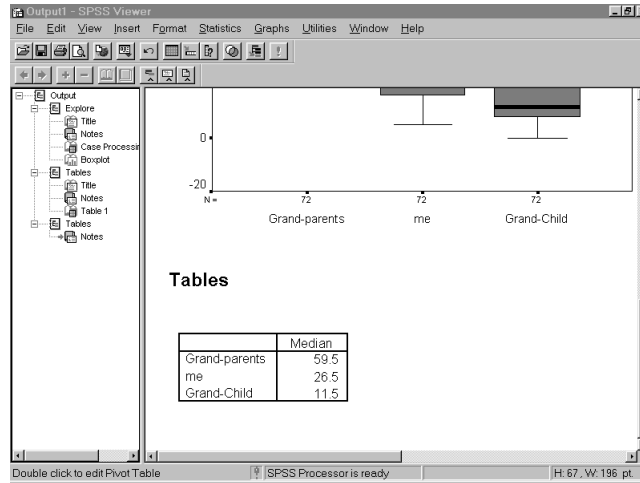 Output1 - SPSS Viewer
File Edit View Insert Format Statistics Graphs Utilities Window Help
Output
Explore
Title
Notes
Case Processin
Boxplot
Tables
Title
Notes
Table 1
Tables
Notes
0
-20
N = 72 72 72
Grand-parents me Grand-Child
Tables
Median
Grand-parents 59.5
me 26.5
Grand-Child 11.5
Double click to edit Pivot Table SPSS Processor is ready H: 67 , W: 196 pt.